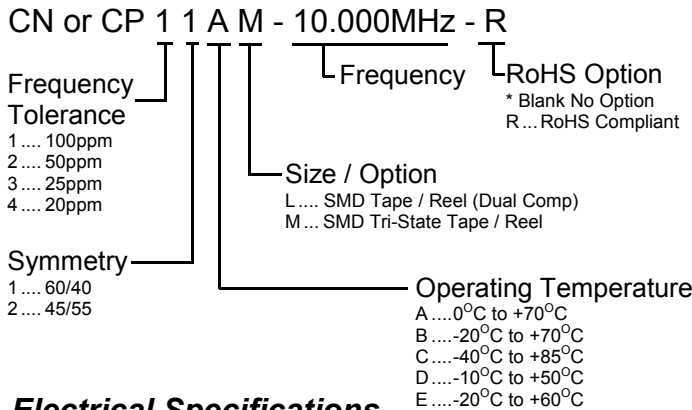 CN or CP 1 1 A M - 10.000MHz - R
Frequency
Tolerance
1 .... 100ppm
2 .... 50ppm
3 .... 25ppm
4 .... 20ppm
Frequency
RoHS Option
* Blank No Option
R ... RoHS Compliant
Size / Option
L .... SMD Tape / Reel (Dual Comp)
M ... SMD Tri-State Tape / Reel
Symmetry
1 .... 60/40
2 .... 45/55
Operating Temperature
A ....0°C to +70°C
B ....-20°C to +70°C
C ....-40°C to +85°C
D ....-10°C to +50°C
E ....-20°C to +60°C
Electrical Specifications